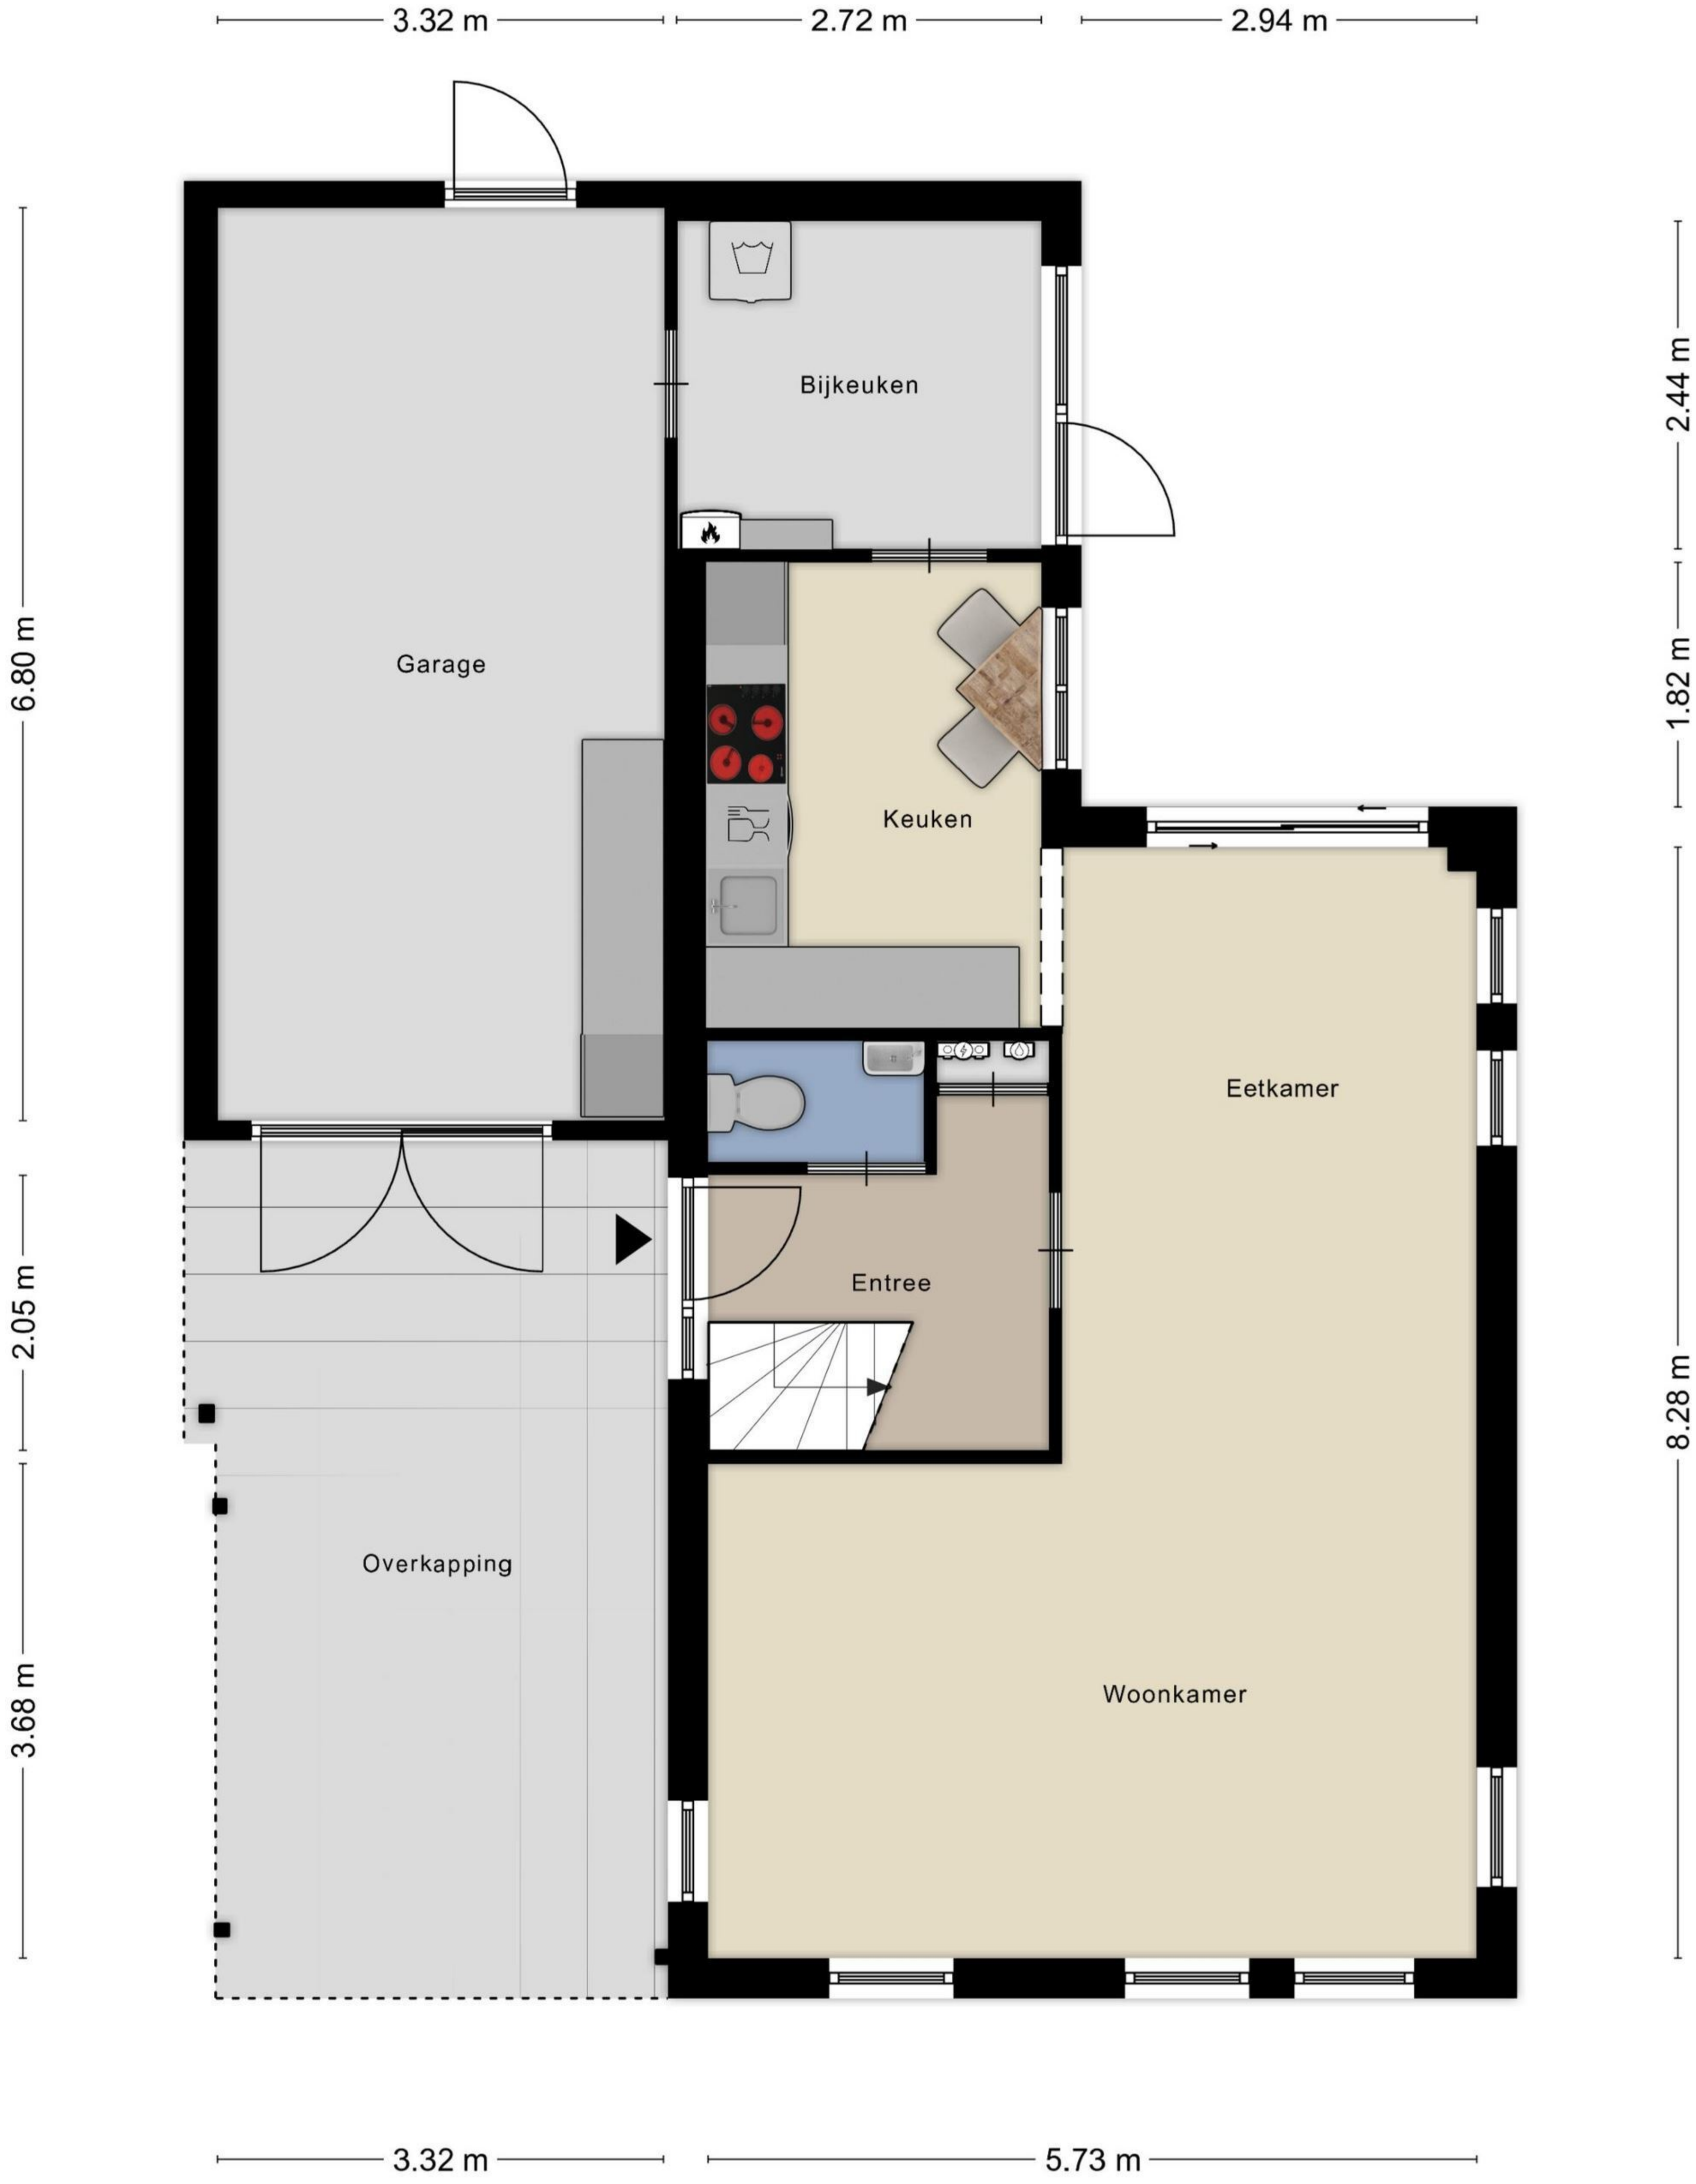 3.32 m
2.72 m
2.94 m
Bijkeuken
2.44 m
Garage
6.80 m
1.82 m
Keuken
Eetkamer
Entree
2.05 m
8.28 m
Overkapping
Woonkamer
3.68 m
3.32 m
5.73 m